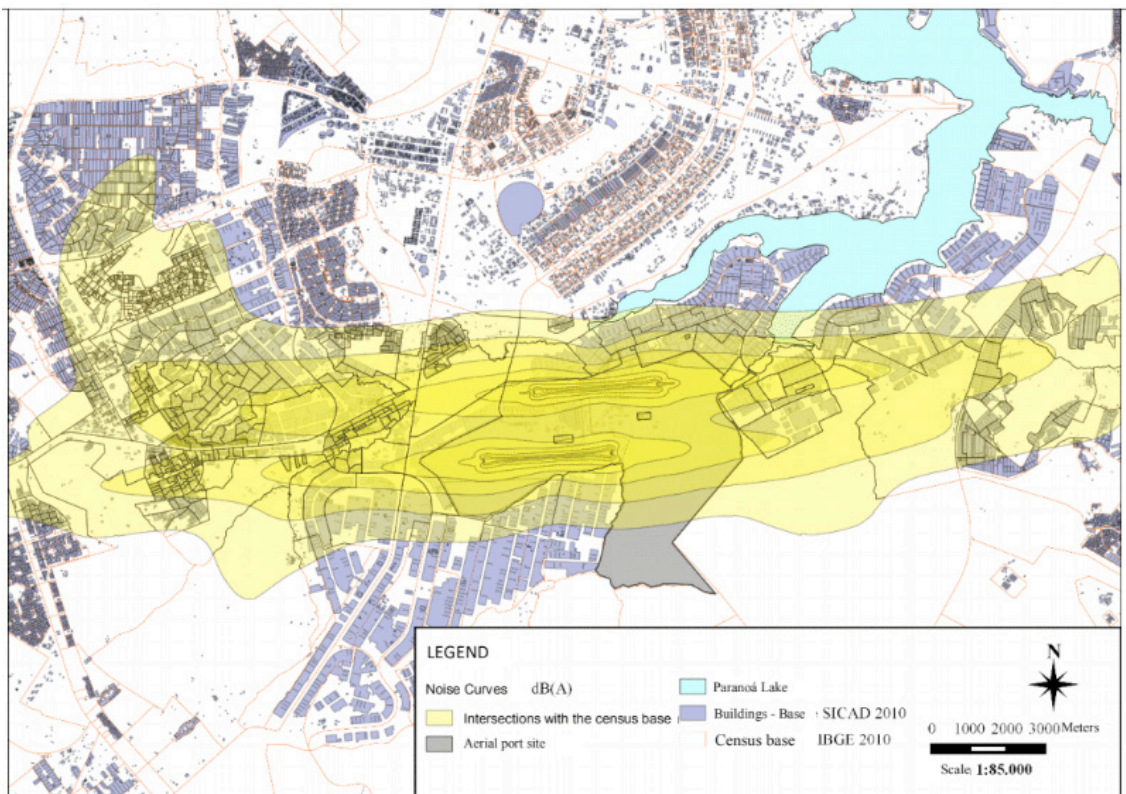 LEGEND
Noise Curves dB(A)
Intersections with the census base
Aerial port site
Paranoá Lake
Buildings - Base SICAD 2010
Census base IBGE 2010
N
0 1000 2000 3000 Meters
Scale 1:85.000